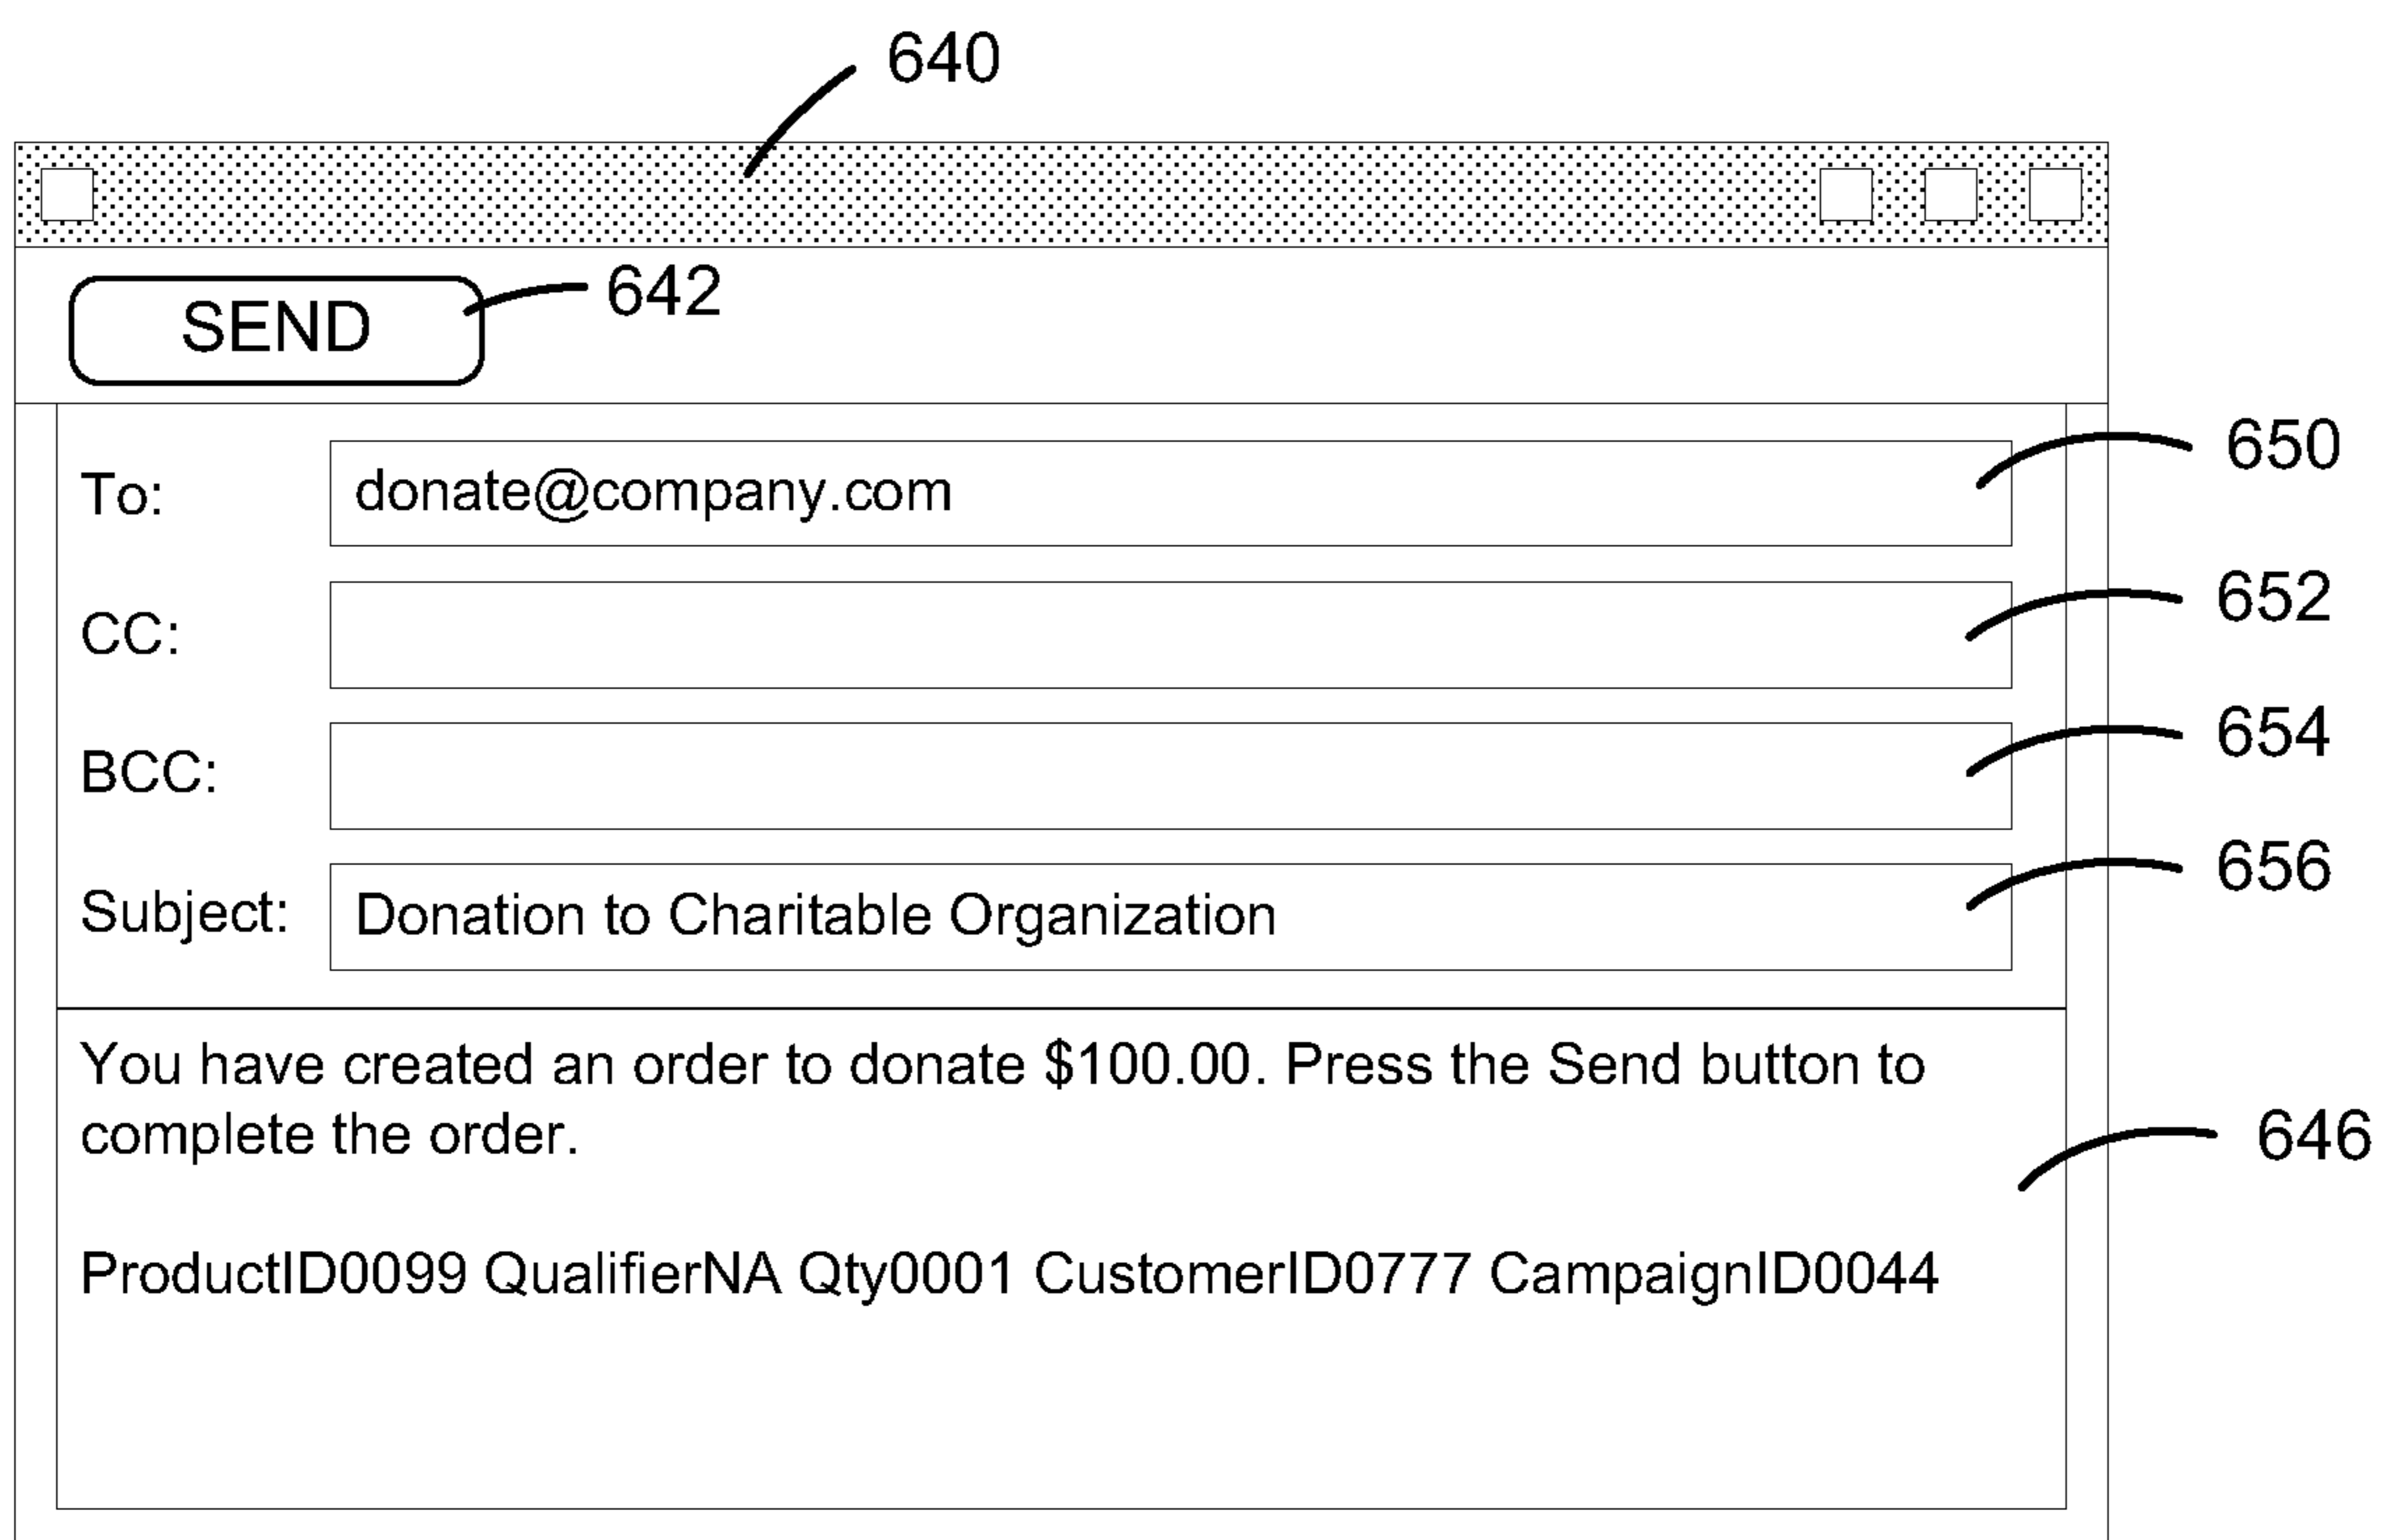 640
SEND 642
To: donate@company.com 650
CC: 652
BCC: 654
Subject: Donation to Charitable Organization 656
You have created an order to donate $100.00. Press the Send button to
complete the order.
646
ProductID0099 QualifierNA Qty0001 CustomerID0777 CampaignID0044